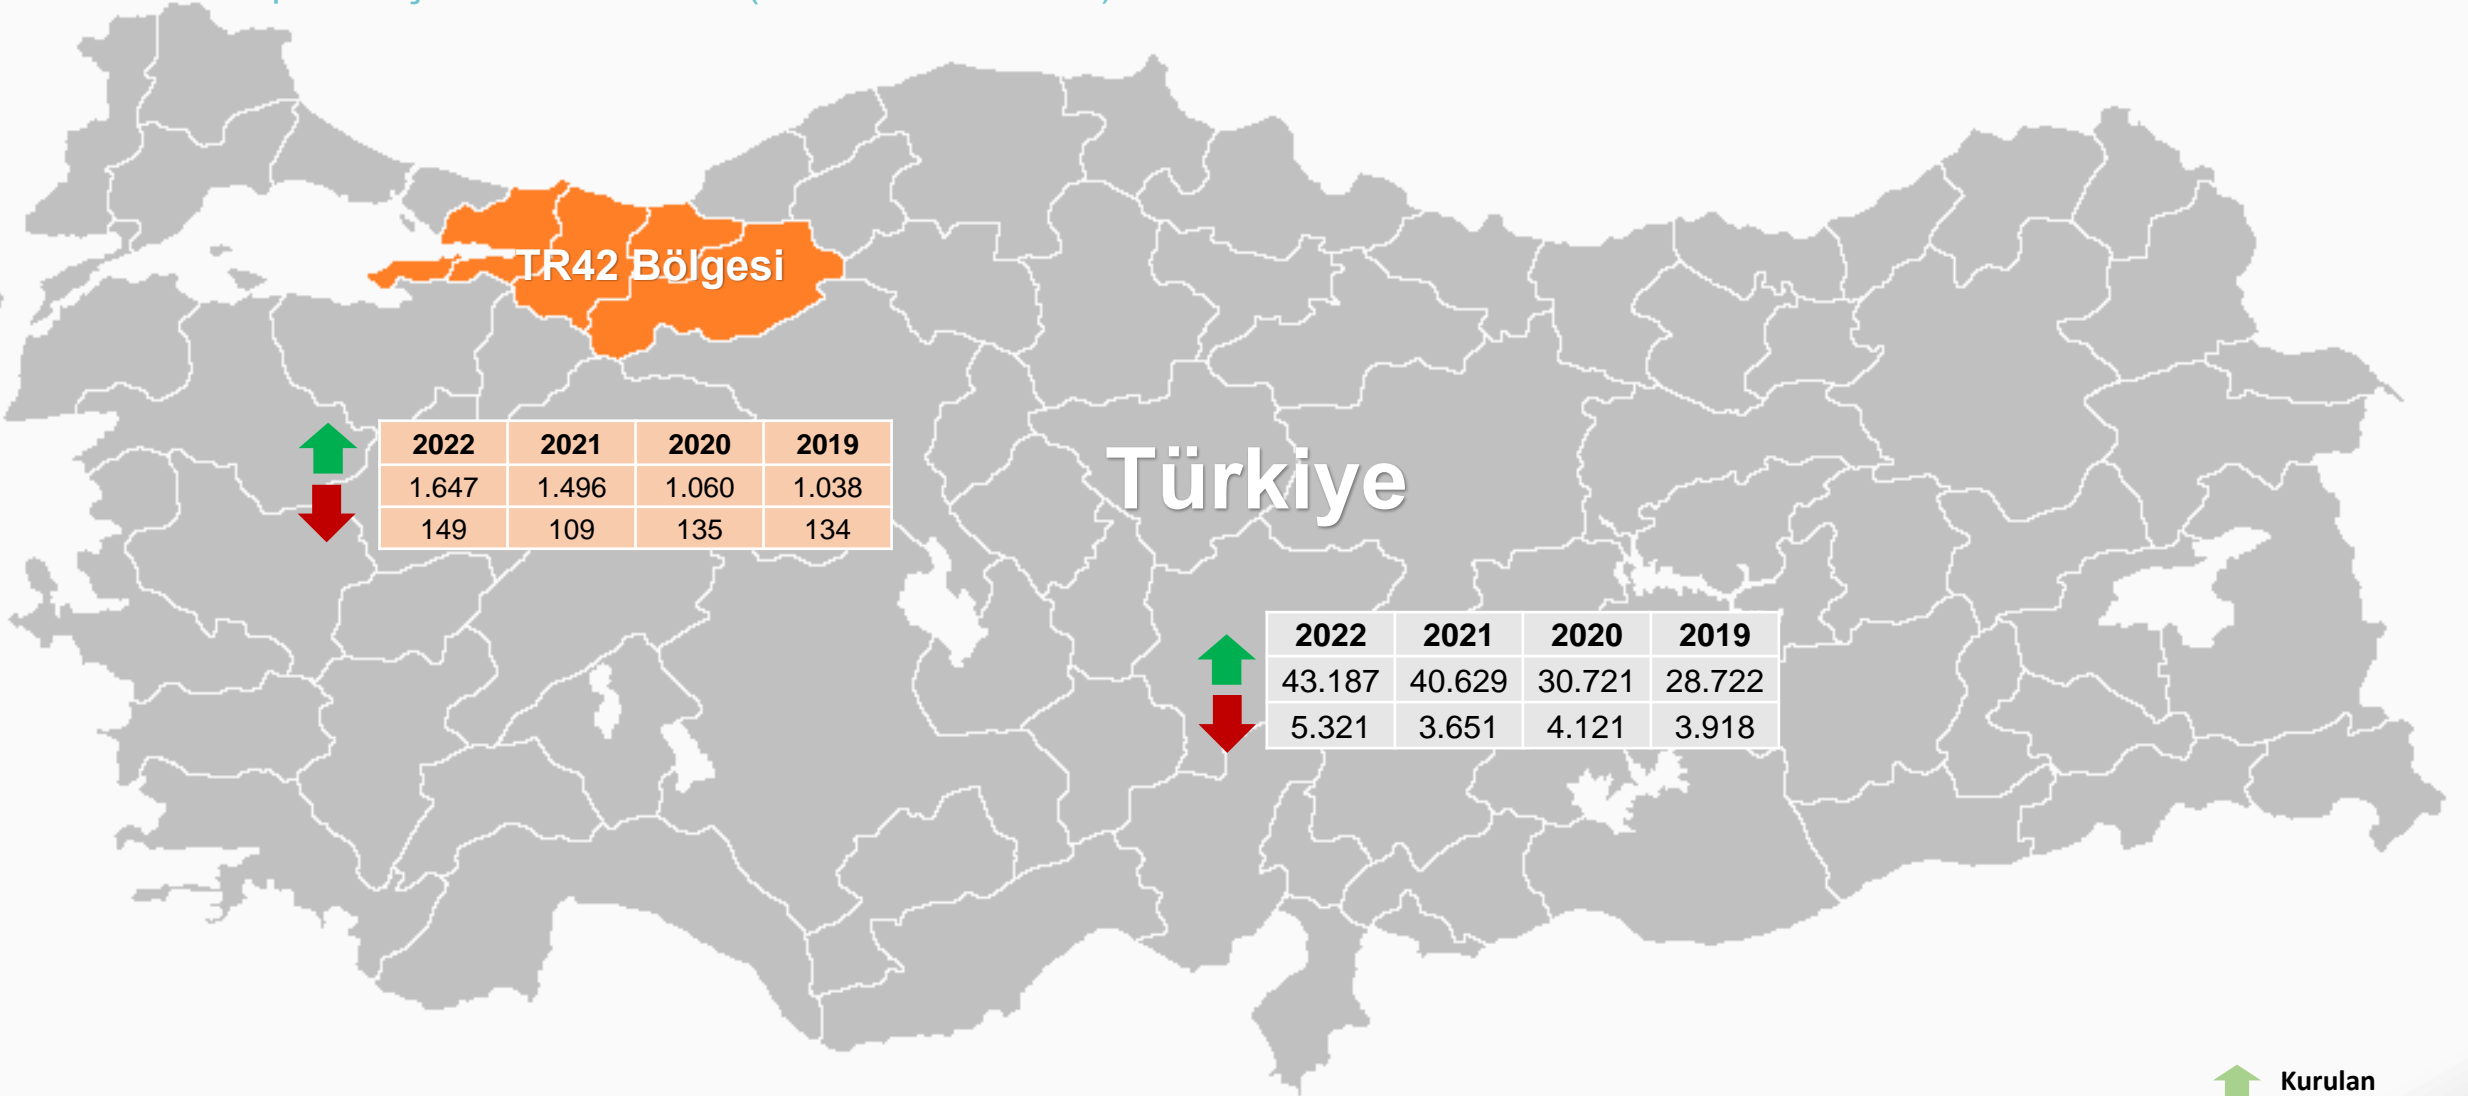 TR42 Bölgesi
2022 2021 2020 2019
1.647 1.496 1.060 1.038
149 109 135 134
Türkiye
2022 2021 2020 2019
43.187 40.629 30.721 28.722
5.321 3.651 4.121 3.918
Kurulan